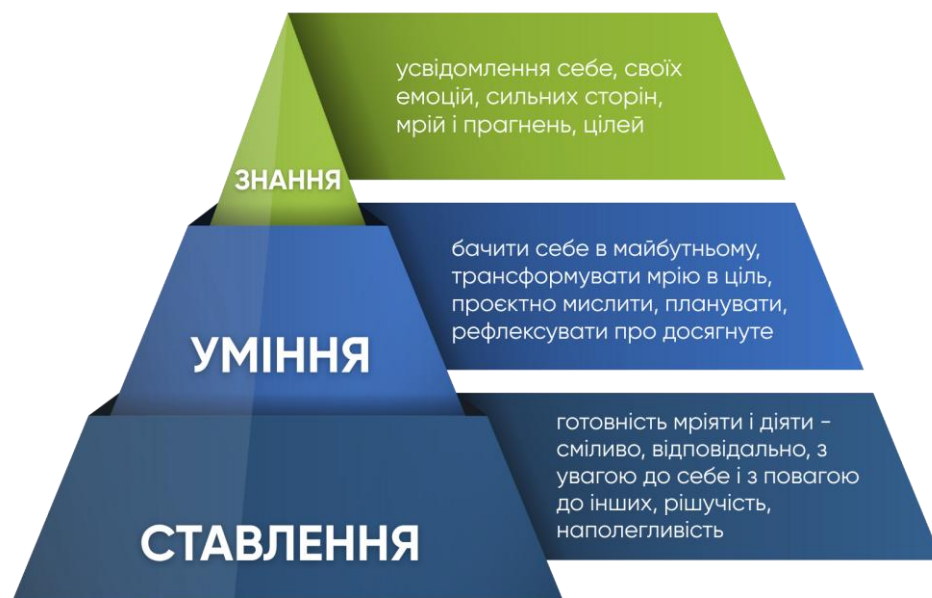 усвідомлення себе, своїх
емоцій, сильних сторін,
мрій і прагнень, цілей
ЗНАННЯ
бачити себе в майбутньому,
трансформувати мрію в ціль,
проєктно мислити, планувати,
рефлексувати про досягнуте
УМІННЯ
готовність мріяти і діяти -
сміливо, відповідально, з
увагою до себе і з повагою
до інших, рішучість,
наполегливість
СТАВЛЕННЯ